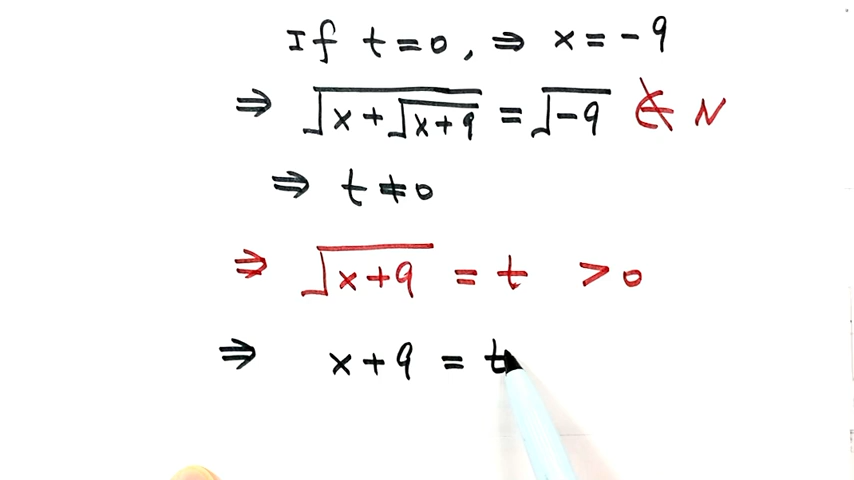 If t = 0, ⇒ x = -9
⇒ √(x+√(x+9)) = √-9 ∉ N
⇒ t ≠ 0
⇒ √(x+9) = t > 0
⇒ x + 9 = t